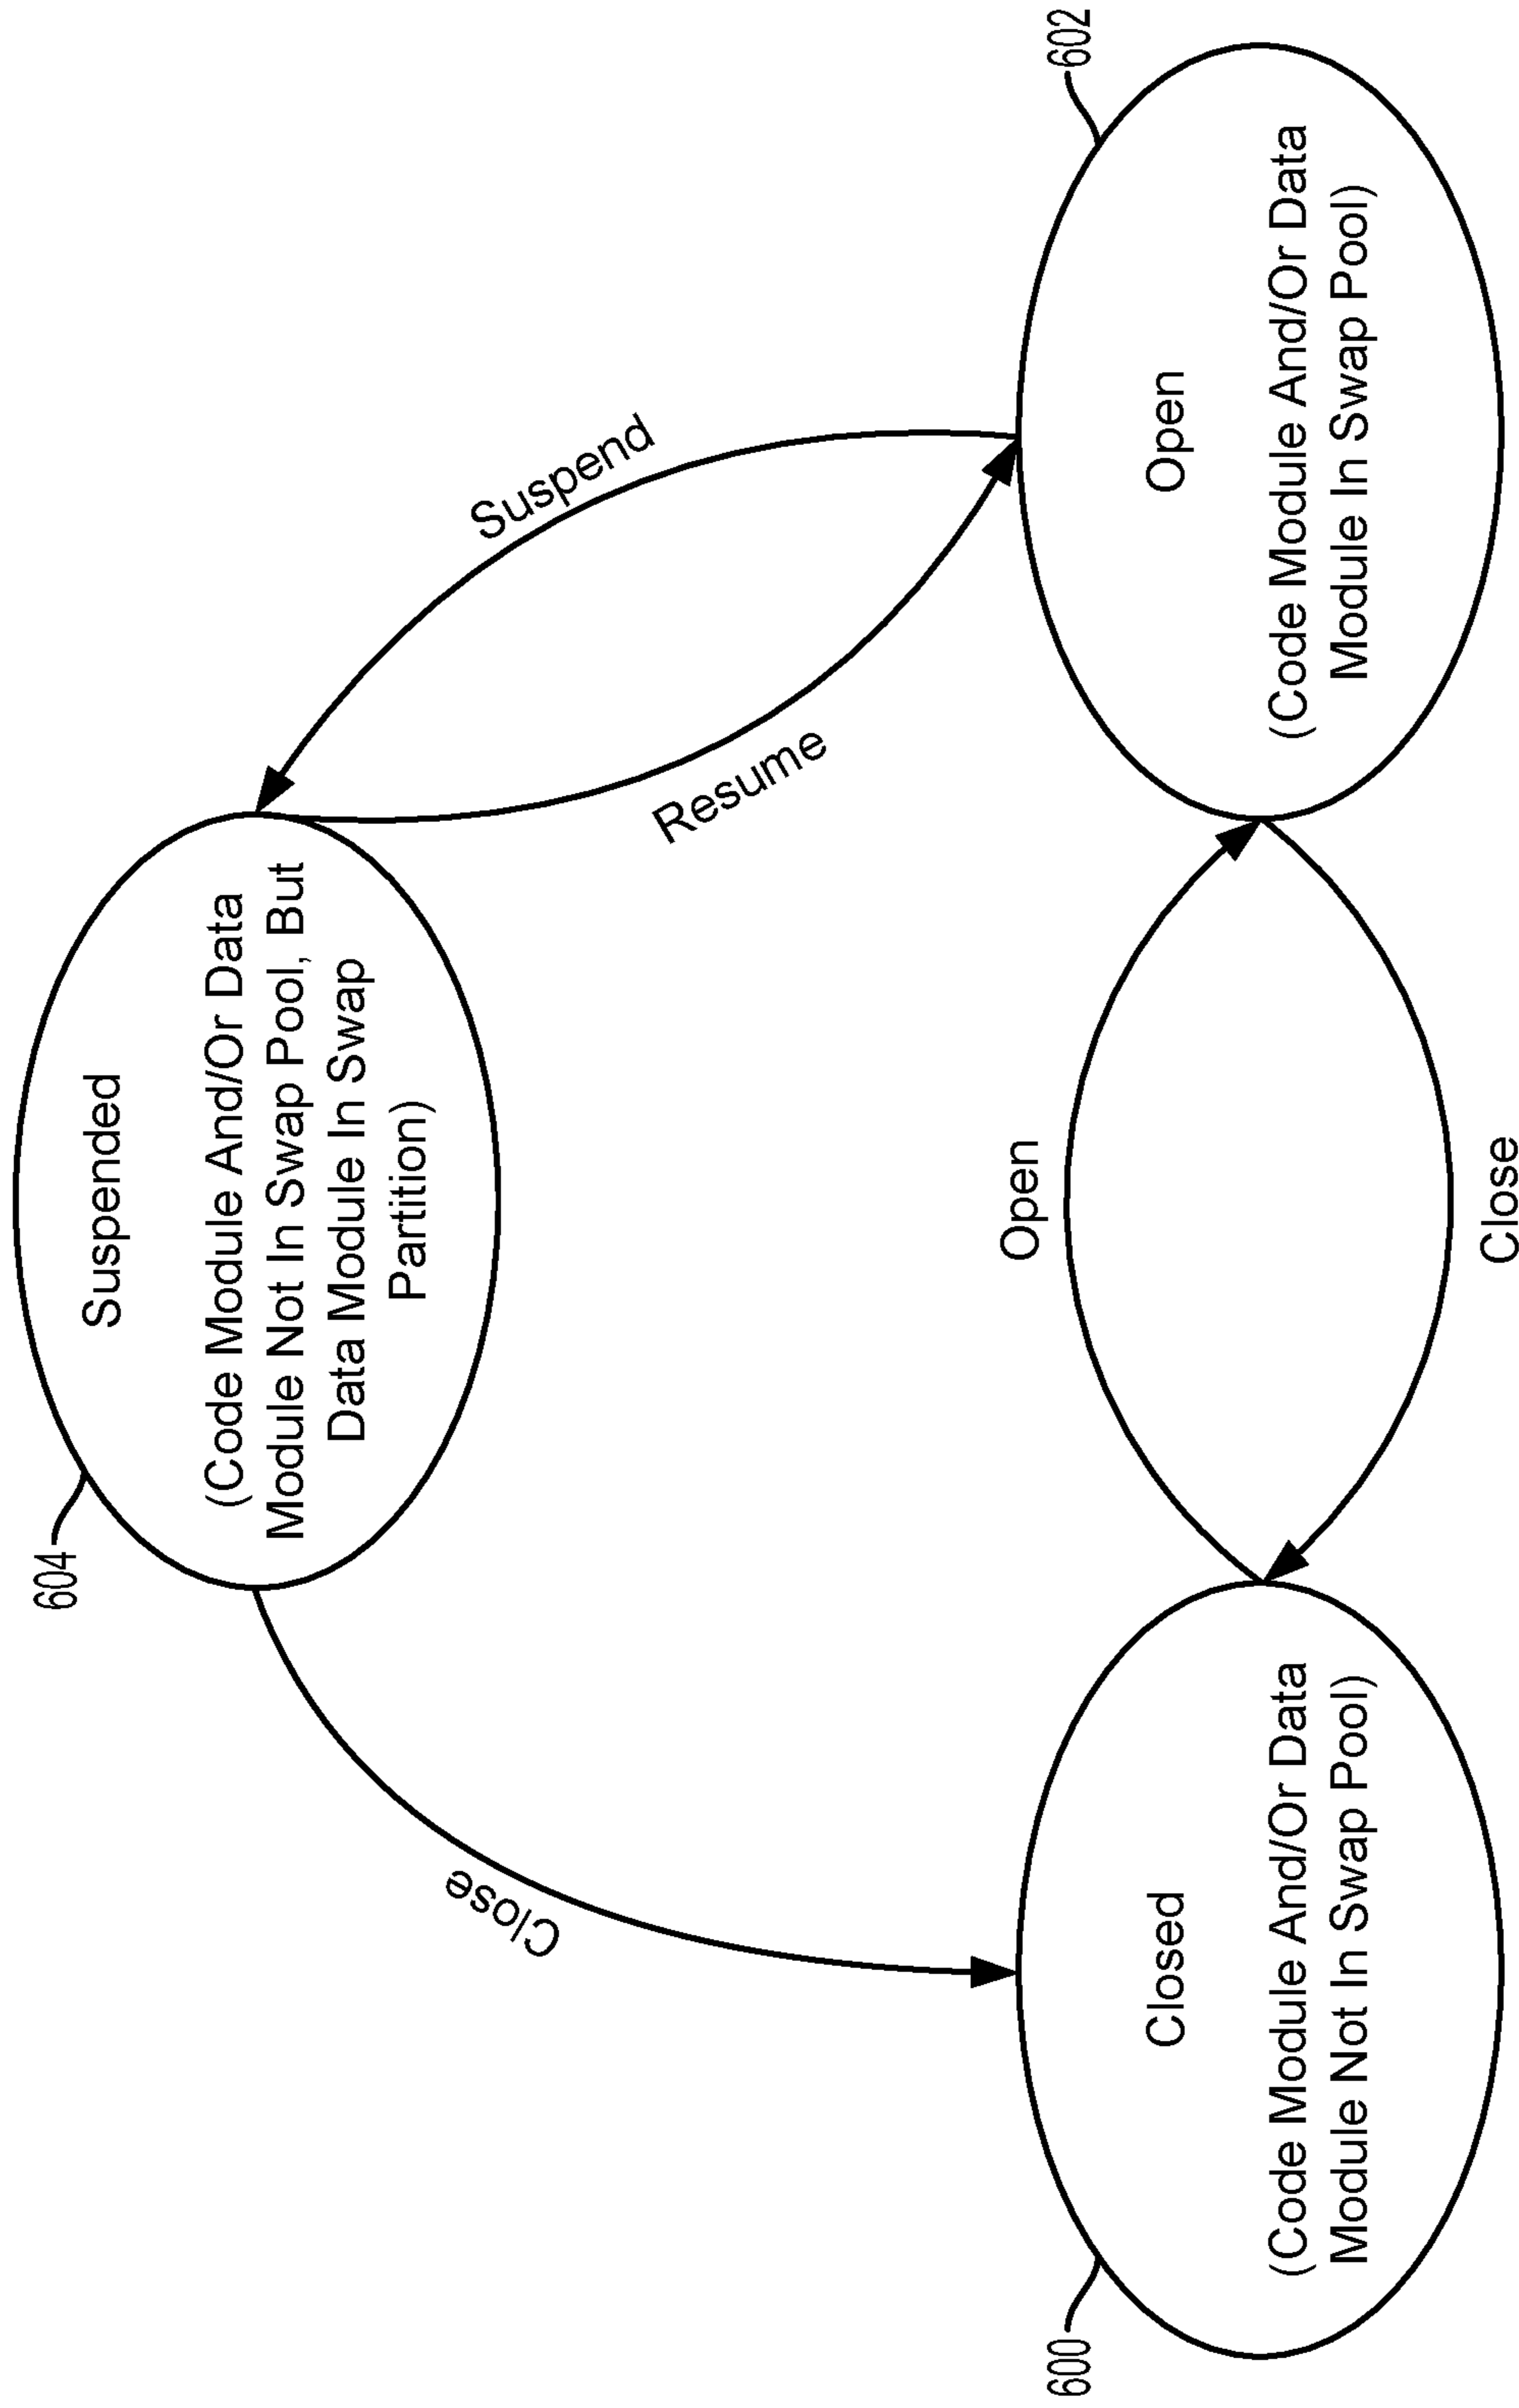 604
Suspended
(Code Module And/Or Data
Module Not In Swap Pool, But
Data Module In Swap
Partition)
Close
Suspend
Resume
600
Closed
(Code Module And/Or Data
Module Not In Swap Pool)
Open
Close
602
Open
(Code Module And/Or Data
Module In Swap Pool)